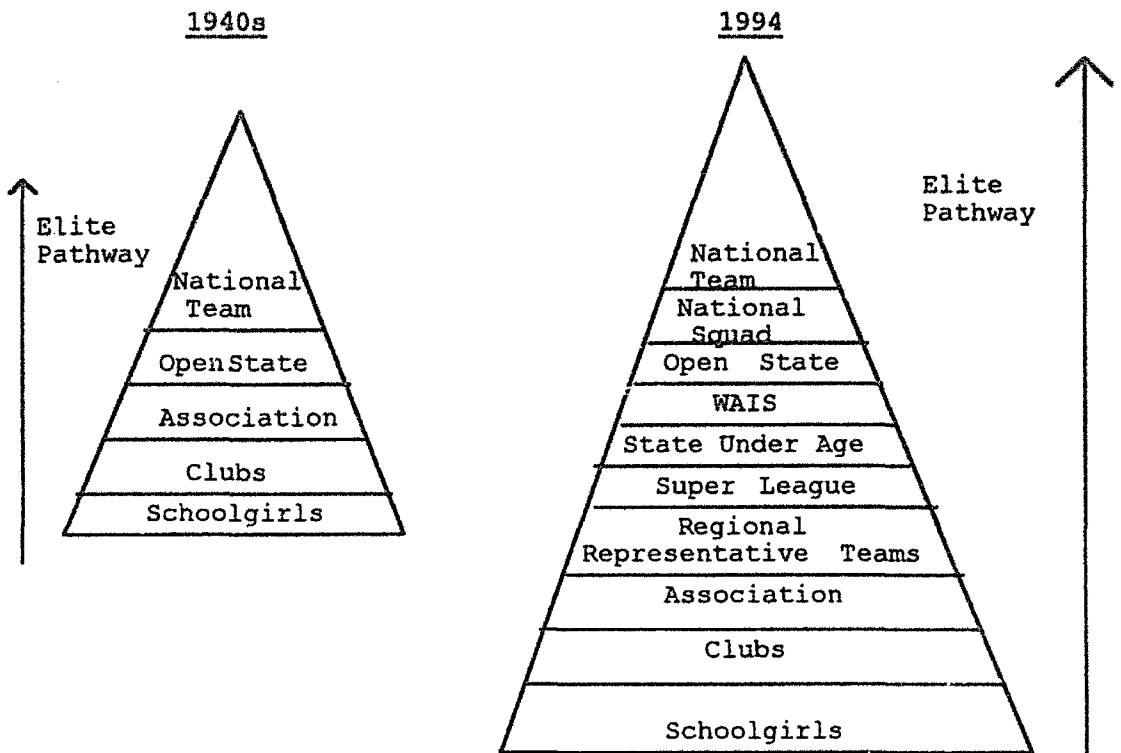 1940s
Elite
Pathway
National
Team
Open State
Association
Clubs
Schoolgirls
1994
Elite
Pathway
National
Team
National
Squad
Open State
WAIS
State Under Age
Super League
Regional
Representative Teams
Association
Clubs
Schoolgirls